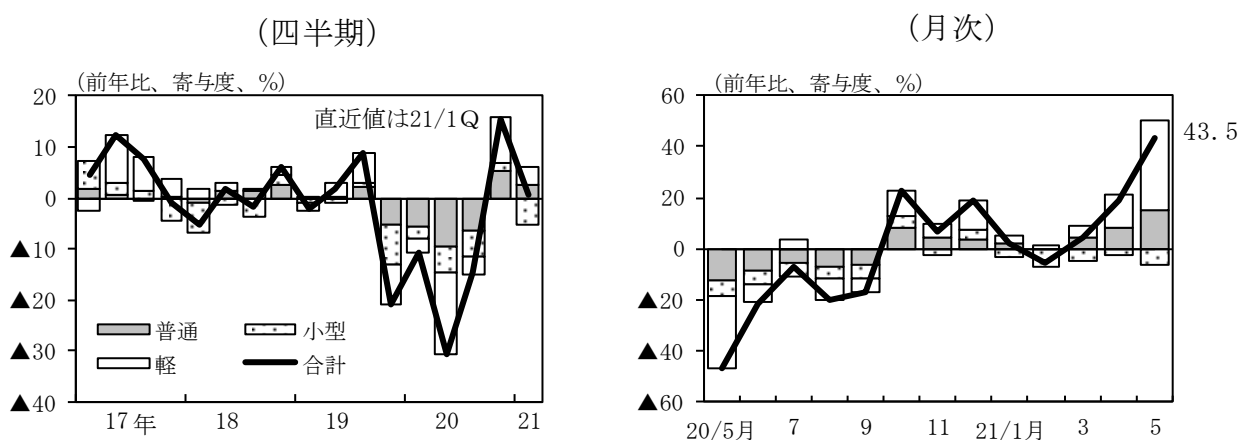 (四半期)
(前年比、寄与度、%)
直近値は21/1Q
20
10
0
▲10
▲20
▲30
▲40
普通
小型
軽
合計
17年
18
19
20
21
(月次)
(前年比、寄与度、%)
60
40
20
0
▲20
▲40
▲60
43.5
20/5月
7
9
11
21/1月
3
5